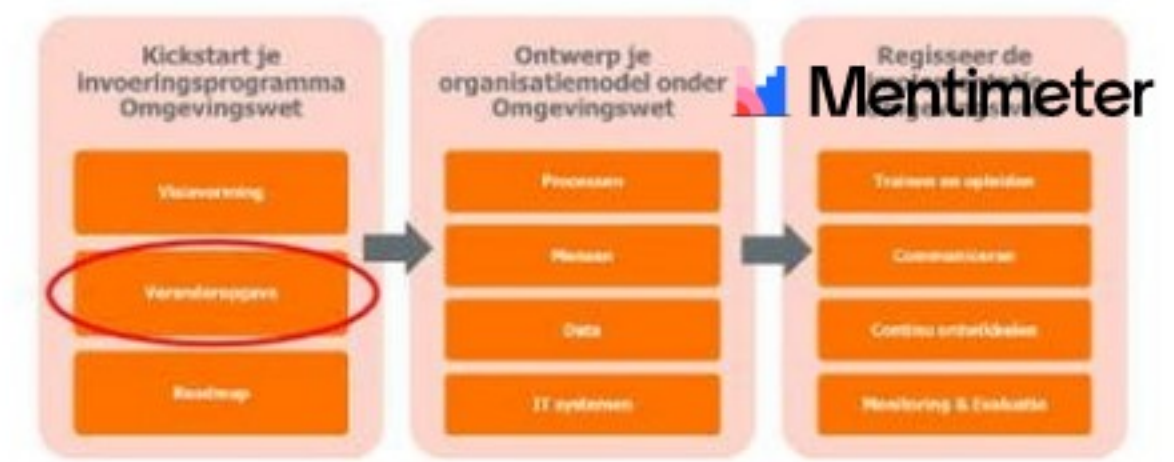 Kickstart je
invoeringsprogramma
Omgevingswet
Visievorming
Veranderopgave
Roadmap
Ontwerp je
organisatiemodel onder
Omgevingswet
Processen
Mensen
Data
IT systemen
Regisseer de
Mentimeter
Trainen en opleiden
Communiceren
Continu ontwikkelen
Monitoring & Evaluatie